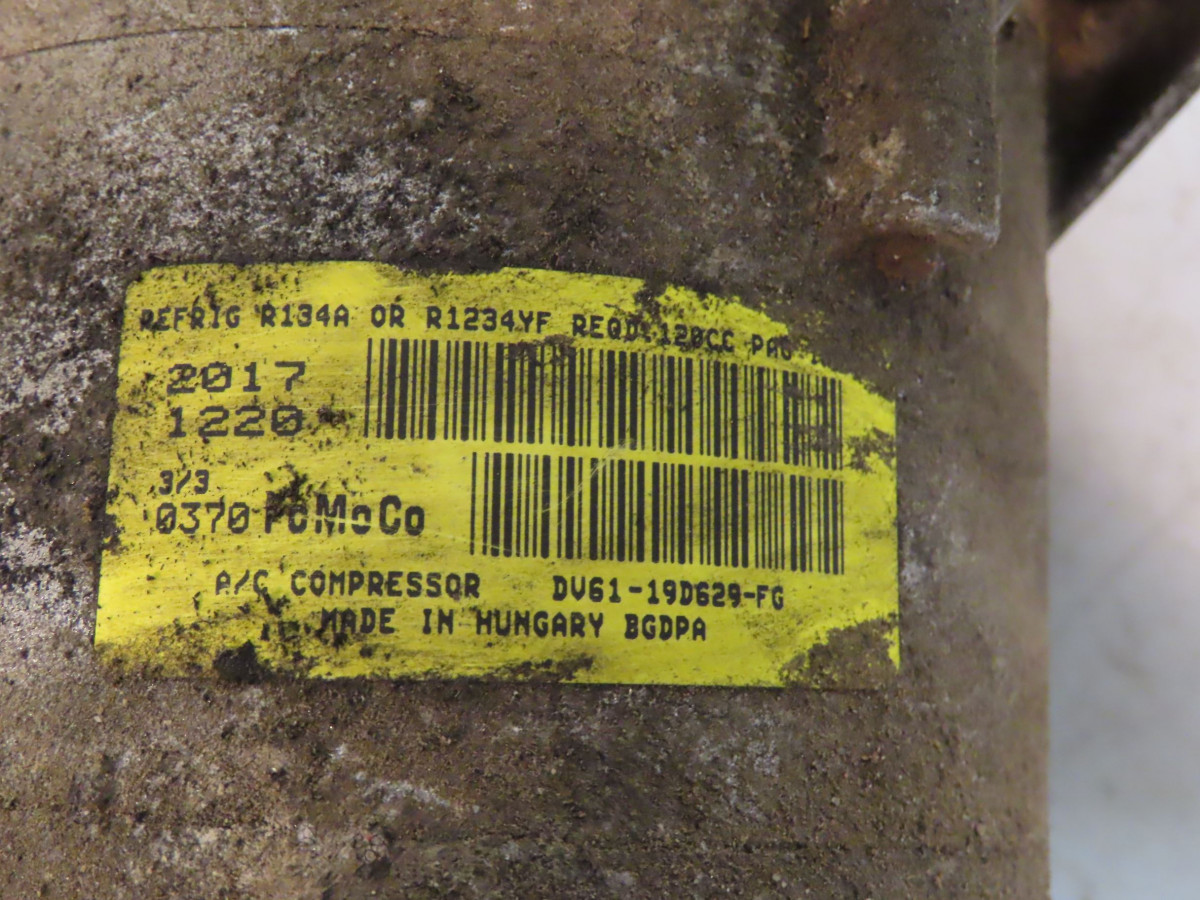 REFRIG R134A OR R1234YF REQD 120CC PAG
2017
1220
3/3
0370 FoMoCo
A/C COMPRESSOR DV61-19D629-FG
MADE IN HUNGARY BGDPA